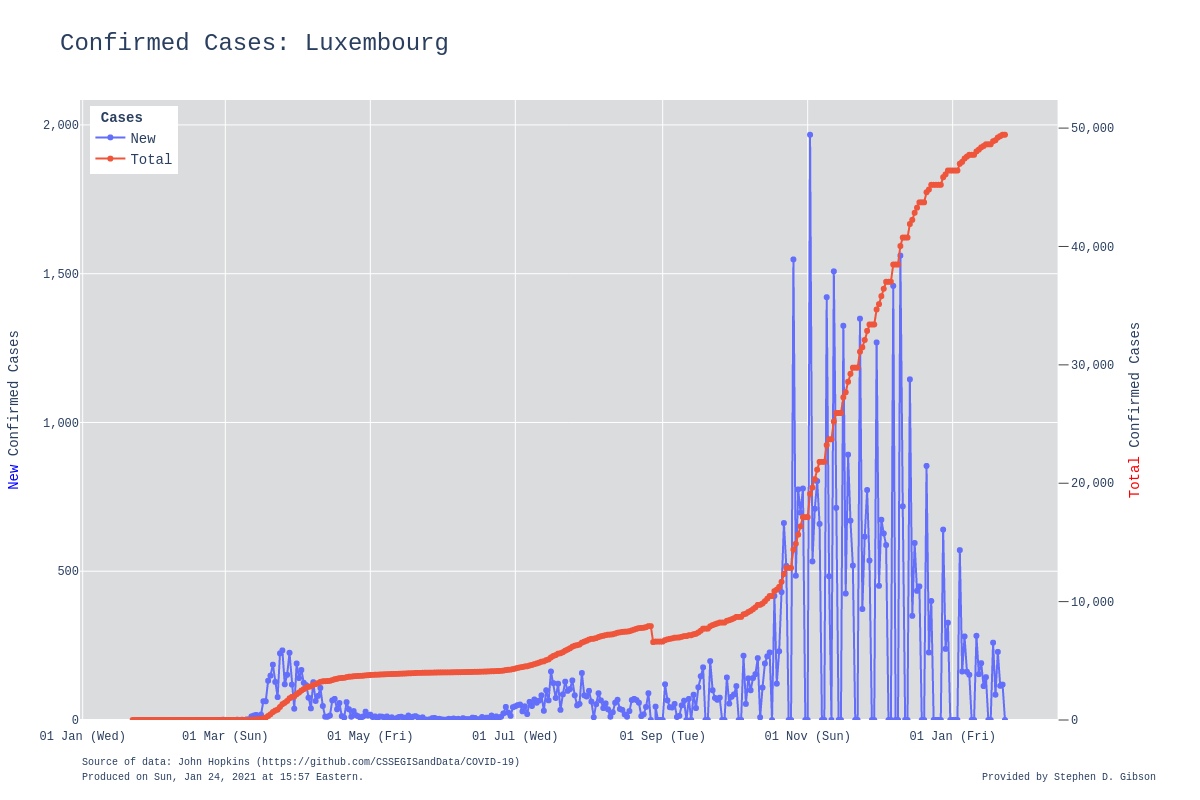 Confirmed Cases: Luxembourg
Cases
New
Total
2,000
1,500
1,000
500
0
50,000
40,000
30,000
20,000
10,000
0
New Confirmed Cases
Total Confirmed Cases
01 Jan (Wed) 01 Mar (Sun) 01 May (Fri) 01 Jul (Wed) 01 Sep (Tue) 01 Nov (Sun) 01 Jan (Fri)
Source of data: John Hopkins (https://github.com/CSSEGISandData/COVID-19)
Produced on Sun, Jan 24, 2021 at 15:57 Eastern.
Provided by Stephen D. Gibson